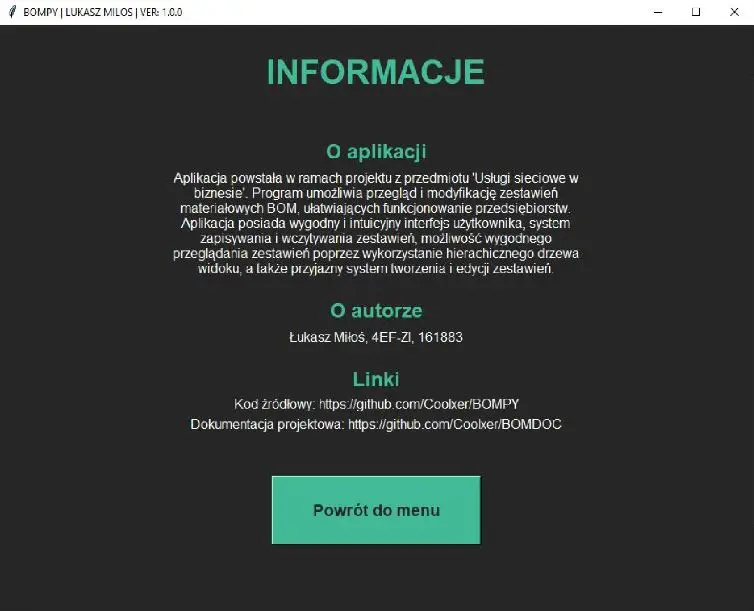 BOMPY | LUKASZ MILOS | VER: 1.0.0
INFORMACJE
O aplikacji
Aplikacja powstała w ramach projektu z przedmiotu 'Usługi sieciowe w
biznesie'. Program umożliwia przegląd i modyfikację zestawień
materiałowych BOM, ułatwiających funkcjonowanie przedsiębiorstw.
Aplikacja posiada wygodny i intuicyjny interfejs użytkownika, system
zapisywania i wczytywania zestawień, możliwość wygodnego
przeglądania zestawień poprzez wykorzystanie hierachicznego drzewa
widoku, a także przyjazny system tworzenia i edycji zestawień.
O autorze
Łukasz Miłoś, 4EF-ZI, 161883
Linki
Kod źródłowy: https://github.com/Coolxer/BOMPY
Dokumentacja projektowa: https://github.com/Coolxer/BOMDOC
Powrót do menu